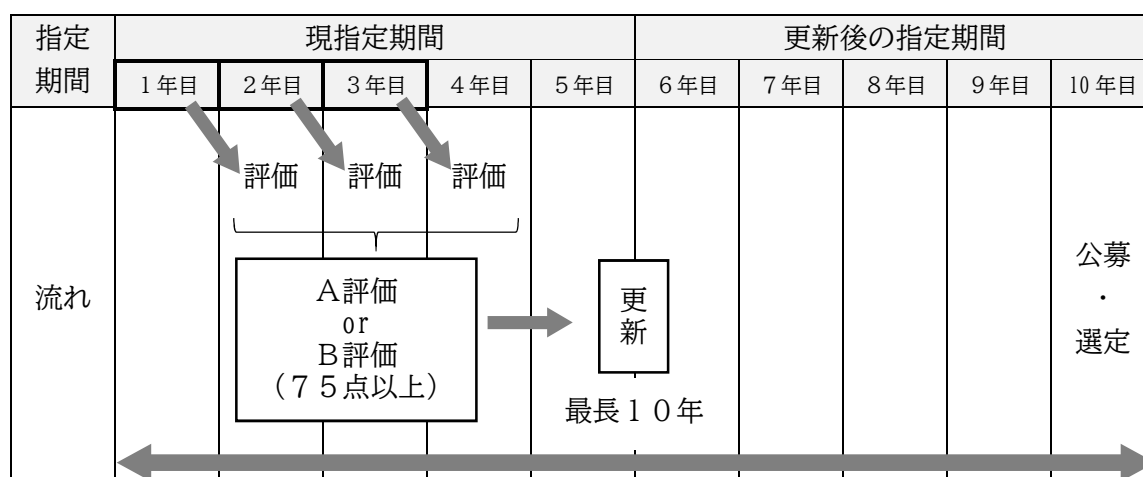 指定
期間
現指定期間
更新後の指定期間
1年目
2年目
3年目
4年目
5年目
6年目
7年目
8年目
9年目
10年目
流れ
評価
評価
評価
A評価
or
B評価
(75点以上)
更
新
最長10年
公募
・
選定